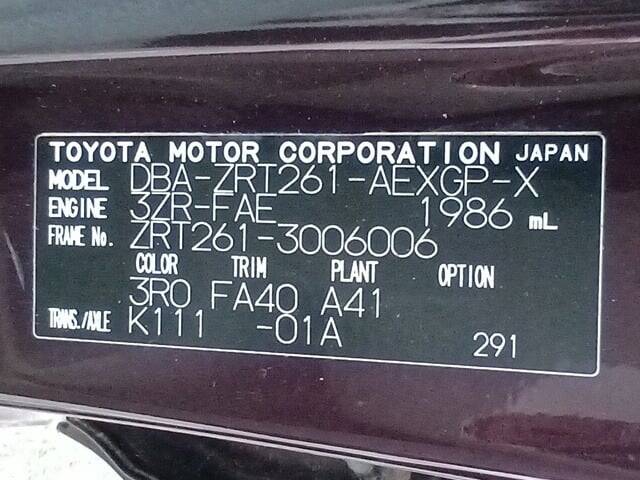 TOYOTA MOTOR CORPORATION JAPAN
MODEL DBA-ZRT261-AEXGP-X
ENGINE 3ZR-FAE 1986 mL
FRAME No. ZRT261-3006006
COLOR TRIM PLANT OPTION
3R0 FA40 A41
TRANS./AXLE K111 -01A
291